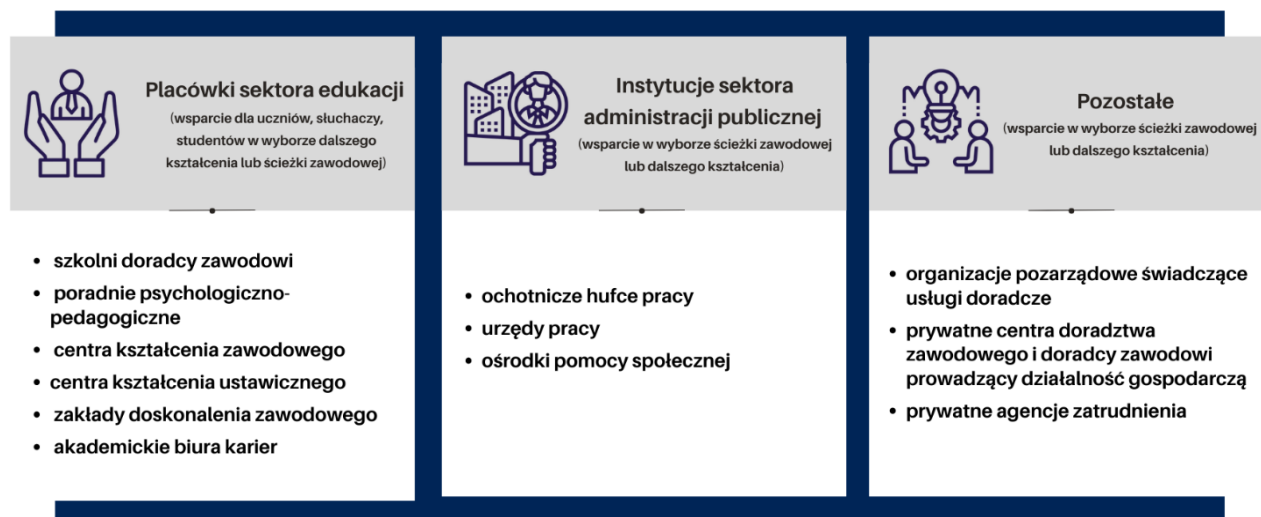 Placówki sektora edukacji
(wsparcie dla uczniów, słuchaczy,
studentów w wyborze dalszego
kształcenia lub ścieżki zawodowej)
• szkolni doradcy zawodowi
• poradnie psychologiczno-
pedagogiczne
• centra kształcenia zawodowego
• centra kształcenia ustawicznego
• zakłady doskonalenia zawodowego
• akademickie biura karier
Instytucje sektora
administracji publicznej
(wsparcie w wyborze ścieżki zawodowej
lub dalszego kształcenia)
• ochotnicze hufce pracy
• urzędy pracy
• ośrodki pomocy społecznej
Pozostałe
(wsparcie w wyborze ścieżki zawodowej
lub dalszego kształcenia)
• organizacje pozarządowe świadczące
usługi doradcze
• prywatne centra doradztwa
zawodowego i doradcy zawodowi
prowadzący działalność gospodarczą
• prywatne agencje zatrudnienia